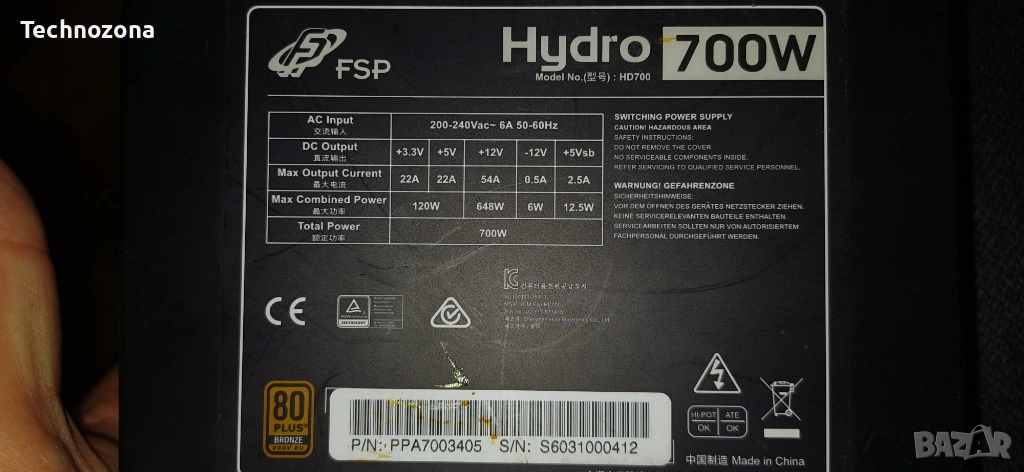 Technozona
FSP
Hydro 700W
Model No.(型号) : HD700
AC Input
交流输入
200-240Vac~ 6A 50-60Hz
DC Output
直流输出
+3.3V +5V +12V -12V +5Vsb
Max Output Current
最大电流
22A 22A 54A 0.5A 2.5A
Max Combined Power
最大功率
120W 648W 6W 12.5W
Total Power
额定功率
700W
SWITCHING POWER SUPPLY
CAUTION! HAZARDOUS AREA
SAFETY INSTRUCTIONS:
DO NOT REMOVE THE COVER
NO SERVICEABLE COMPONENTS INSIDE.
REFER SERVICING TO QUALIFIED SERVICE PERSONNEL.
WARNUNG! GEFAHRENZONE
SICHERHEITSHINWEISE:
VOR DEM ÖFFNEN DES GERÄTES NETZSTECKER ZIEHEN.
KEINE SERVICERELEVANTEN BAUTEILE ENTHALTEN.
SERVICEARBEITEN SOLLTEN NUR VON AUTORISIERTEM
FACHPERSONAL DURCHGEFÜHRT WERDEN.
CE
80
PLUS
BRONZE
230V EU
P/N: PPA7003405 S/N: S6031000412
HI-POT ATE
OK OK
中国制造 Made in China
BAZAR